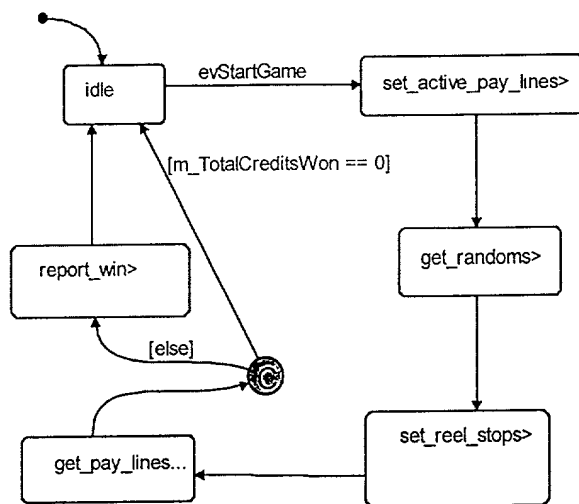 idle
evStartGame
set_active_pay_lines>
[m_TotalCreditsWon == 0]
get_randoms>
report_win>
[else]
set_reel_stops>
get_pay_lines...